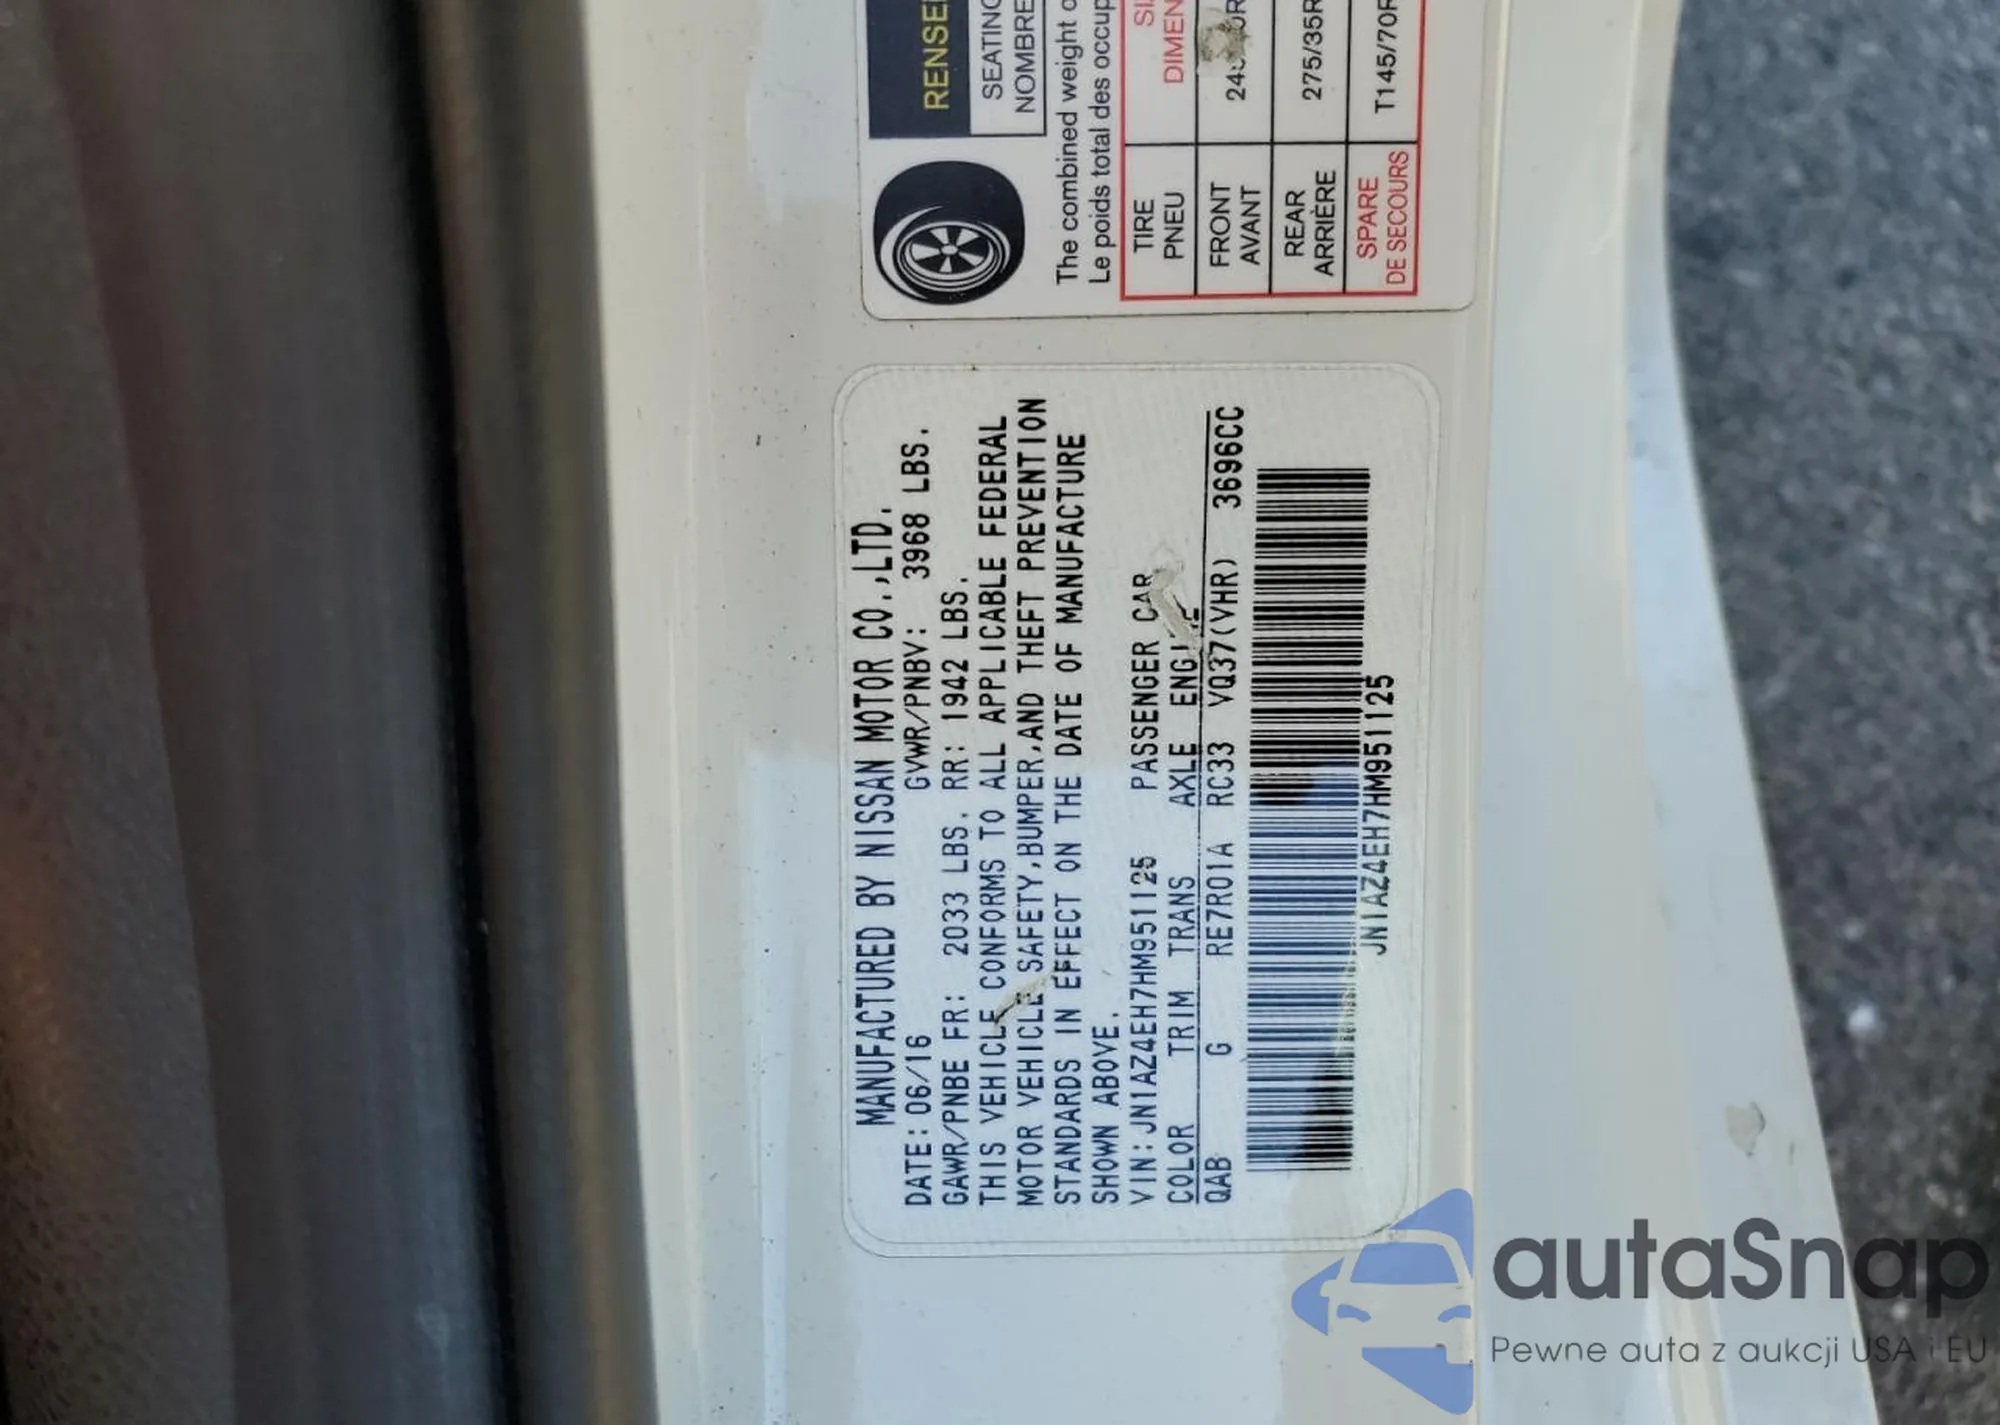 MANUFACTURED BY NISSAN MOTOR CO.,LTD.
DATE: 06/16 GVWR/PNBV: 3968 LBS.
GAWR/PNBE FR: 2033 LBS. RR: 1942 LBS.
THIS VEHICLE CONFORMS TO ALL APPLICABLE FEDERAL
MOTOR VEHICLE SAFETY,BUMPER,AND THEFT PREVENTION
STANDARDS IN EFFECT ON THE DATE OF MANUFACTURE
SHOWN ABOVE.
VIN:JN1AZ4EH7HM951125 PASSENGER CAR
COLOR TRIM TRANS AXLE ENGINE
QAB G RE7R01A RC33 VQ37(VHR) 3696CC
JN1AZ4EH7HM951125
SEATING
NOMBRE
The combined weight
Le poids total des
TIRE
PNEU
FRONT
AVANT
REAR 275/35R
ARRIÈRE
SPARE T145/70R
DE SECOURS
autaSnap
Pewne auta z aukcji USA i EU